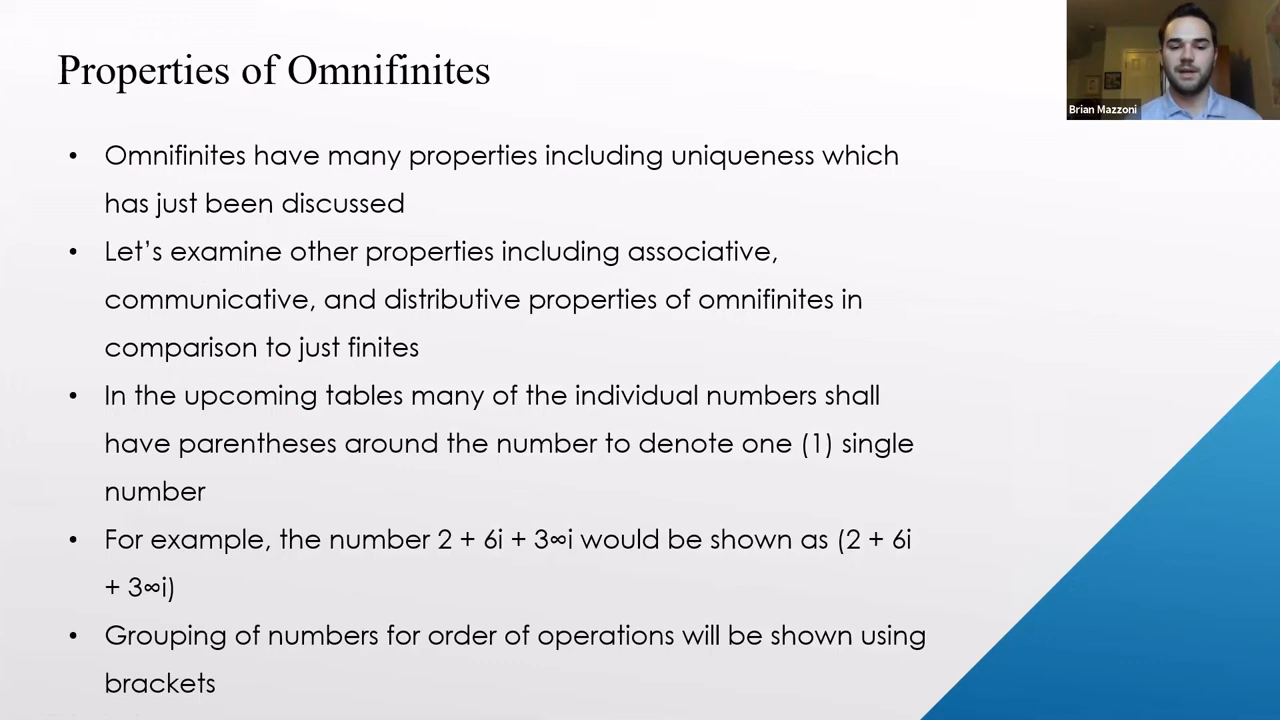 Properties of Omnifinites
Brian Mazzoni
• Omnifinites have many properties including uniqueness which
has just been discussed
• Let’s examine other properties including associative,
communicative, and distributive properties of omnifinites in
comparison to just finites
• In the upcoming tables many of the individual numbers shall
have parentheses around the number to denote one (1) single
number
• For example, the number 2 + 6i + 3∞i would be shown as (2 + 6i
+ 3∞i)
• Grouping of numbers for order of operations will be shown using
brackets